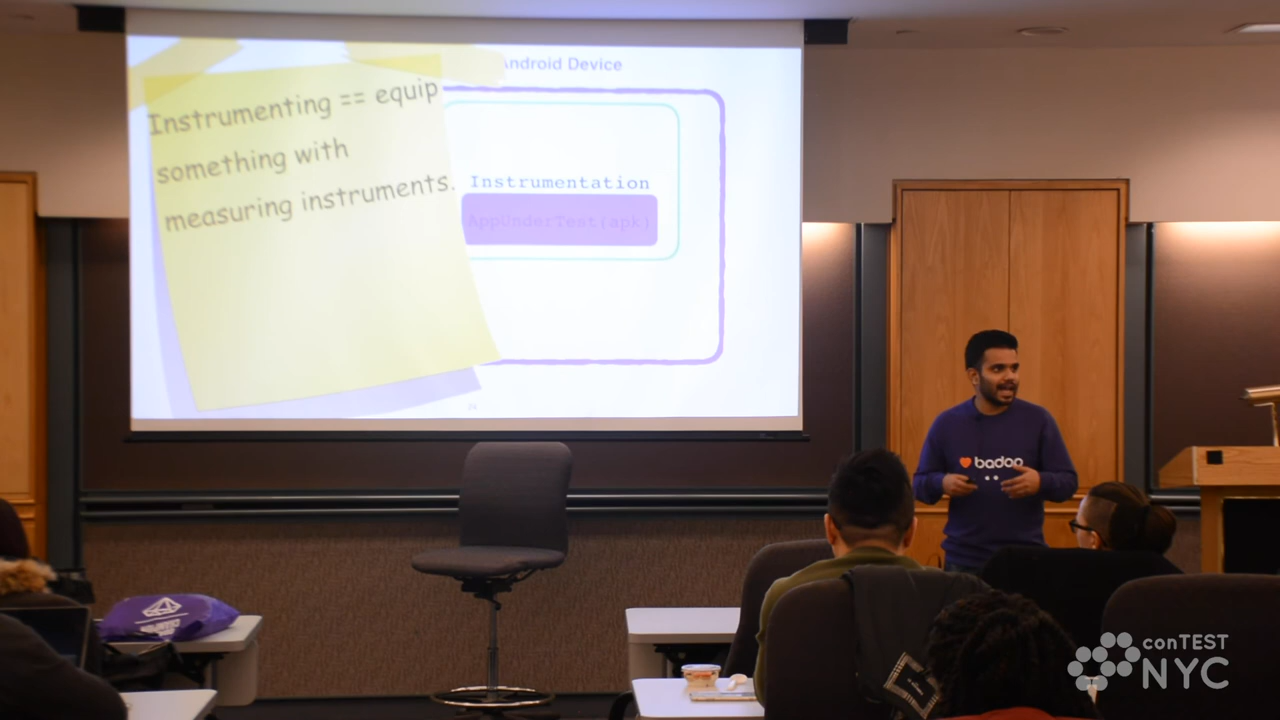 Android Device
Instrumenting == equip
something with
measuring instruments.
Instrumentation
AppUnderTest(apk)
badoo
conTEST
NYC